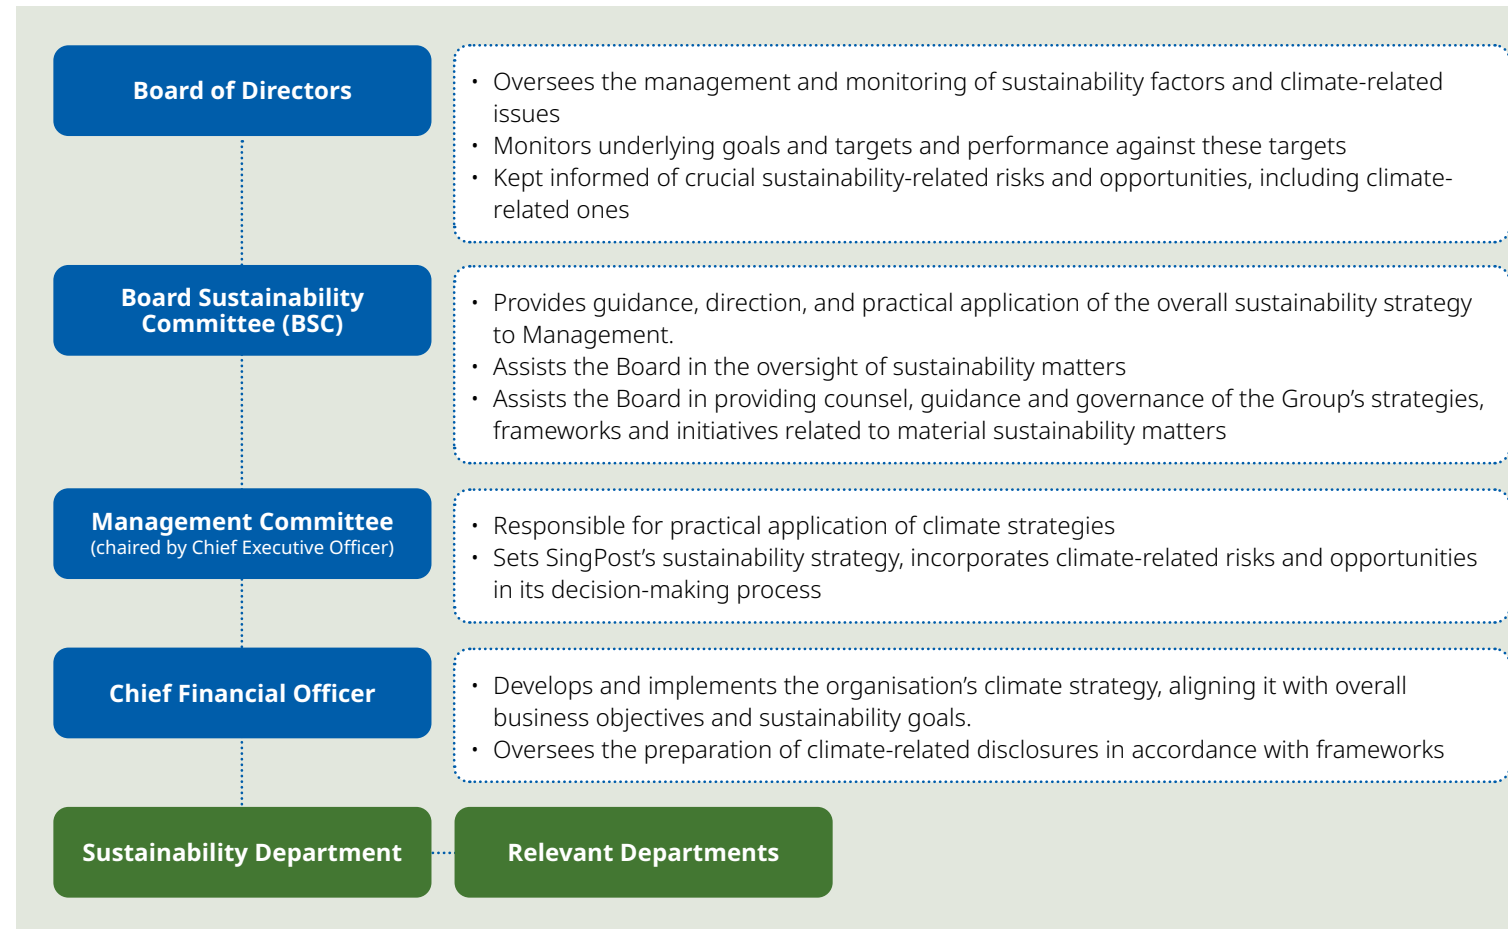 Board of Directors
• Oversees the management and monitoring of sustainability factors and climate-related
issues
• Monitors underlying goals and targets and performance against these targets
• Kept informed of crucial sustainability-related risks and opportunities, including climate-
related ones
Board Sustainability
Committee (BSC)
• Provides guidance, direction, and practical application of the overall sustainability strategy
to Management.
• Assists the Board in the oversight of sustainability matters
• Assists the Board in providing counsel, guidance and governance of the Group’s strategies,
frameworks and initiatives related to material sustainability matters
Management Committee
(chaired by Chief Executive Officer)
• Responsible for practical application of climate strategies
• Sets SingPost’s sustainability strategy, incorporates climate-related risks and opportunities
in its decision-making process
Chief Financial Officer
• Develops and implements the organisation’s climate strategy, aligning it with overall
business objectives and sustainability goals.
• Oversees the preparation of climate-related disclosures in accordance with frameworks
Sustainability Department
Relevant Departments